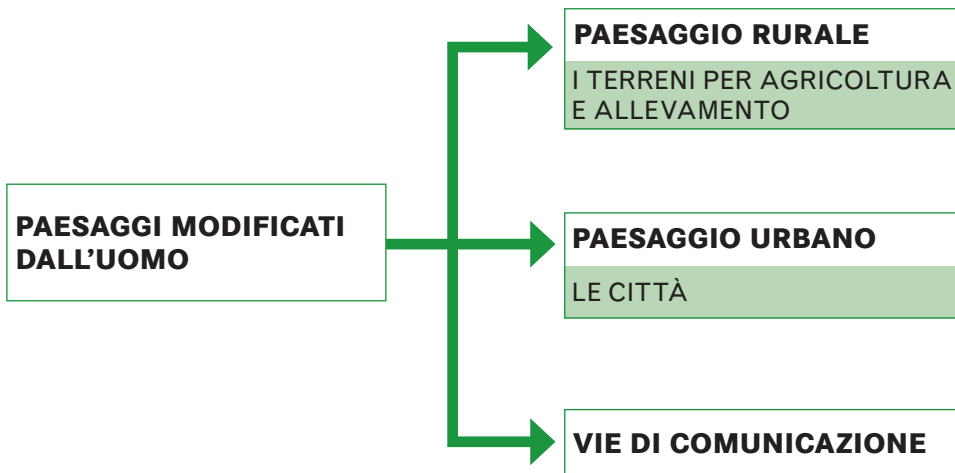 PAESAGGIO RURALE
I TERRENI PER AGRICOLTURA
E ALLEVAMENTO
PAESAGGI MODIFICATI
DALL’UOMO
PAESAGGIO URBANO
LE CITTÀ
VIE DI COMUNICAZIONE